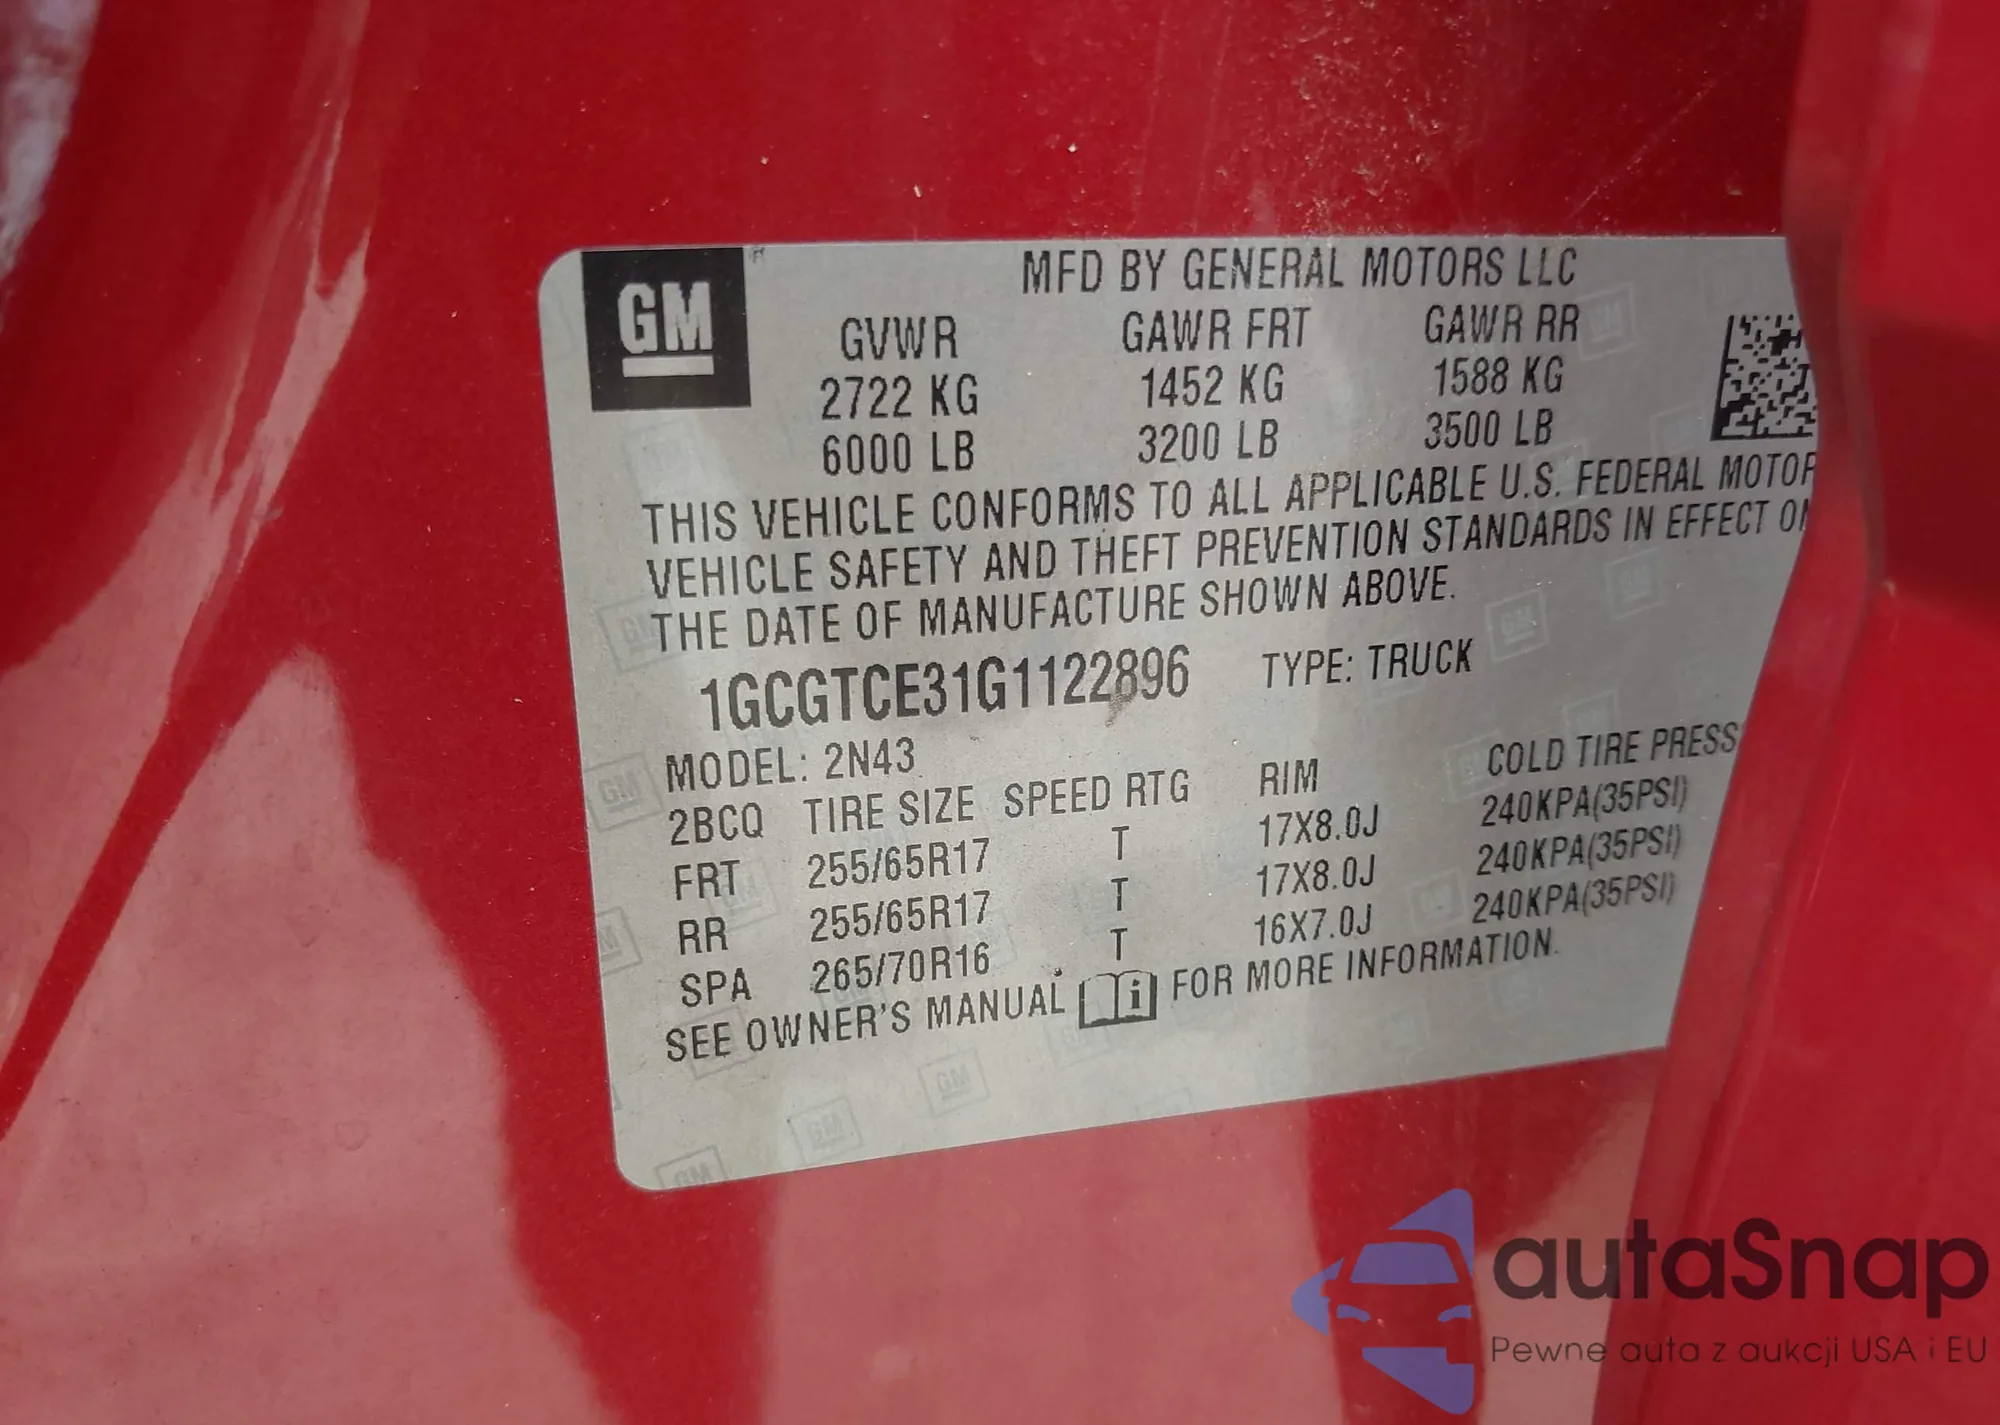 GM
MFD BY GENERAL MOTORS LLC
GVWR GAWR FRT GAWR RR
2722 KG 1452 KG 1588 KG
6000 LB 3200 LB 3500 LB
THIS VEHICLE CONFORMS TO ALL APPLICABLE U.S. FEDERAL MOTOR
VEHICLE SAFETY AND THEFT PREVENTION STANDARDS IN EFFECT
THE DATE OF MANUFACTURE SHOWN ABOVE.
1GCGTCE31G1122896 TYPE: TRUCK
MODEL: 2N43
2BCQ TIRE SIZE SPEED RTG RIM COLD TIRE PRESS
FRT 255/65R17 T 17X8.0J 240KPA(35PSI)
RR 255/65R17 T 17X8.0J 240KPA(35PSI)
SPA 265/70R16 T 16X7.0J 240KPA(35PSI)
SEE OWNER'S MANUAL i FOR MORE INFORMATION.
autaSnap
Pewne auta z aukcji USA i EU